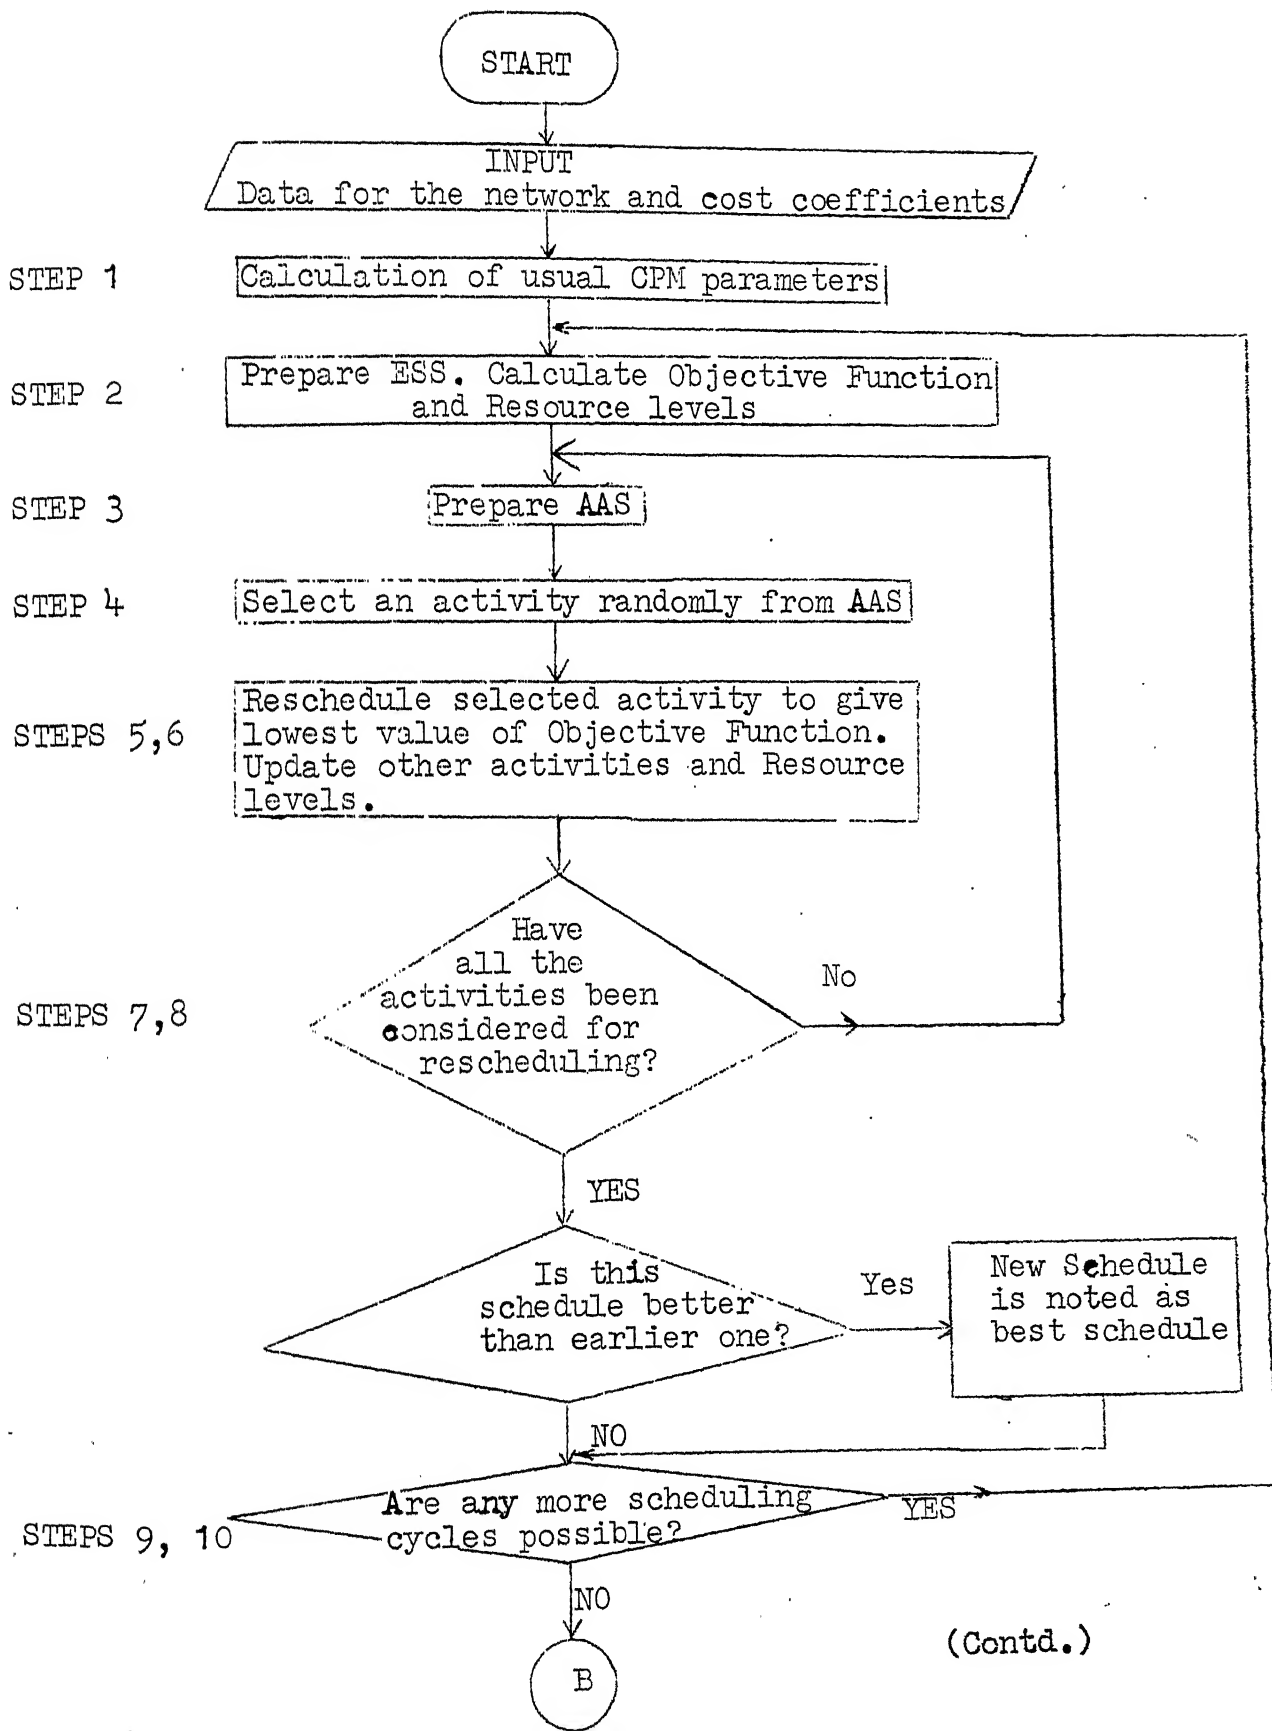 START
INPUT
Data for the network and cost coefficients
STEP 1
Calculation of usual CPM parameters
STEP 2
Prepare ESS. Calculate Objective Function
and Resource levels
STEP 3
Prepare AAS
STEP 4
Select an activity randomly from AAS
STEPS 5,6
Reschedule selected activity to give
lowest value of Objective Function.
Update other activities and Resource
levels.
STEPS 7,8
Have
all the
activities been
considered for
rescheduling?
No
YES
Is this
schedule better
than earlier one?
Yes
New Schedule
is noted as
best schedule
NO
STEPS 9, 10
Are any more scheduling
cycles possible?
YES
NO
B
(Contd.)